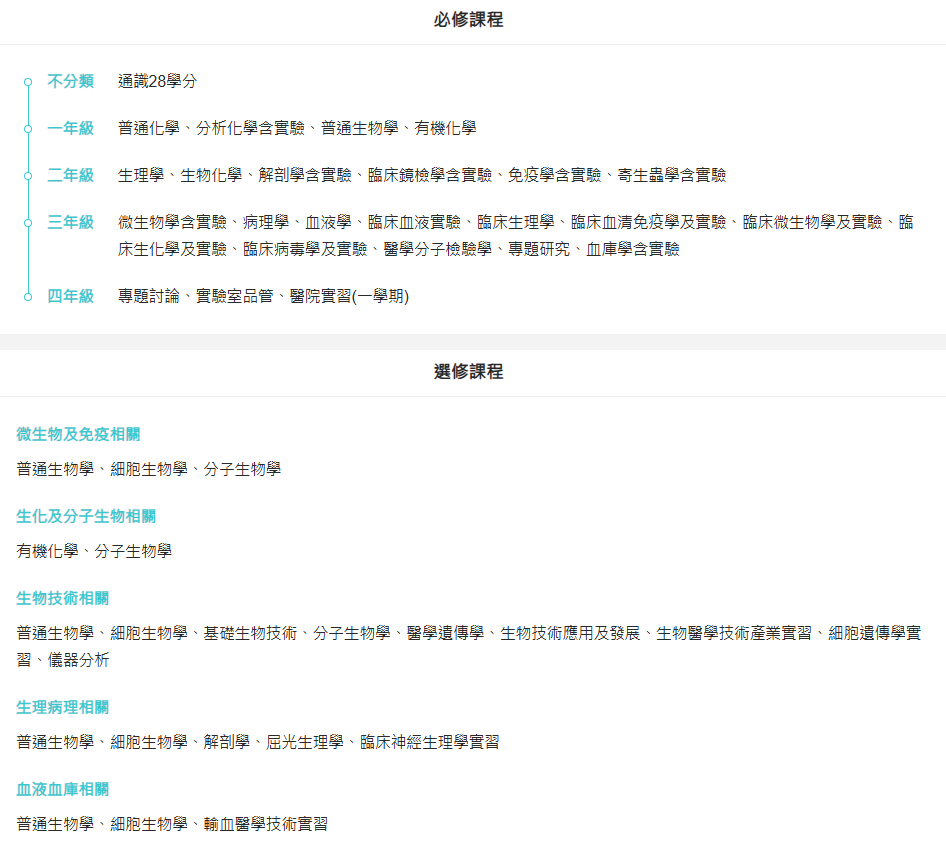 必修課程
不分類 通識28學分
一年級 普通化學、分析化學含實驗、普通生物學、有機化學
二年級 生理學、生物化學、解剖學含實驗、臨床鏡檢學含實驗、免疫學含實驗、寄生蟲學含實驗
三年級 微生物學含實驗、病理學、血液學、臨床血液實驗、臨床生理學、臨床血清免疫學及實驗、臨床微生物學及實驗、臨
床生化學及實驗、臨床病毒學及實驗、醫學分子檢驗學、專題研究、血庫學含實驗
四年級 專題討論、實驗室品管、醫院實習(一學期)
選修課程
微生物及免疫相關
普通生物學、細胞生物學、分子生物學
生化及分子生物相關
有機化學、分子生物學
生物技術相關
普通生物學、細胞生物學、基礎生物技術、分子生物學、醫學遺傳學、生物技術應用及發展、生物醫學技術產業實習、細胞遺傳學實
習、儀器分析
生理病理相關
普通生物學、細胞生物學、解剖學、屈光生理學、臨床神經生理學實習
血液血庫相關
普通生物學、細胞生物學、輸血醫學技術實習